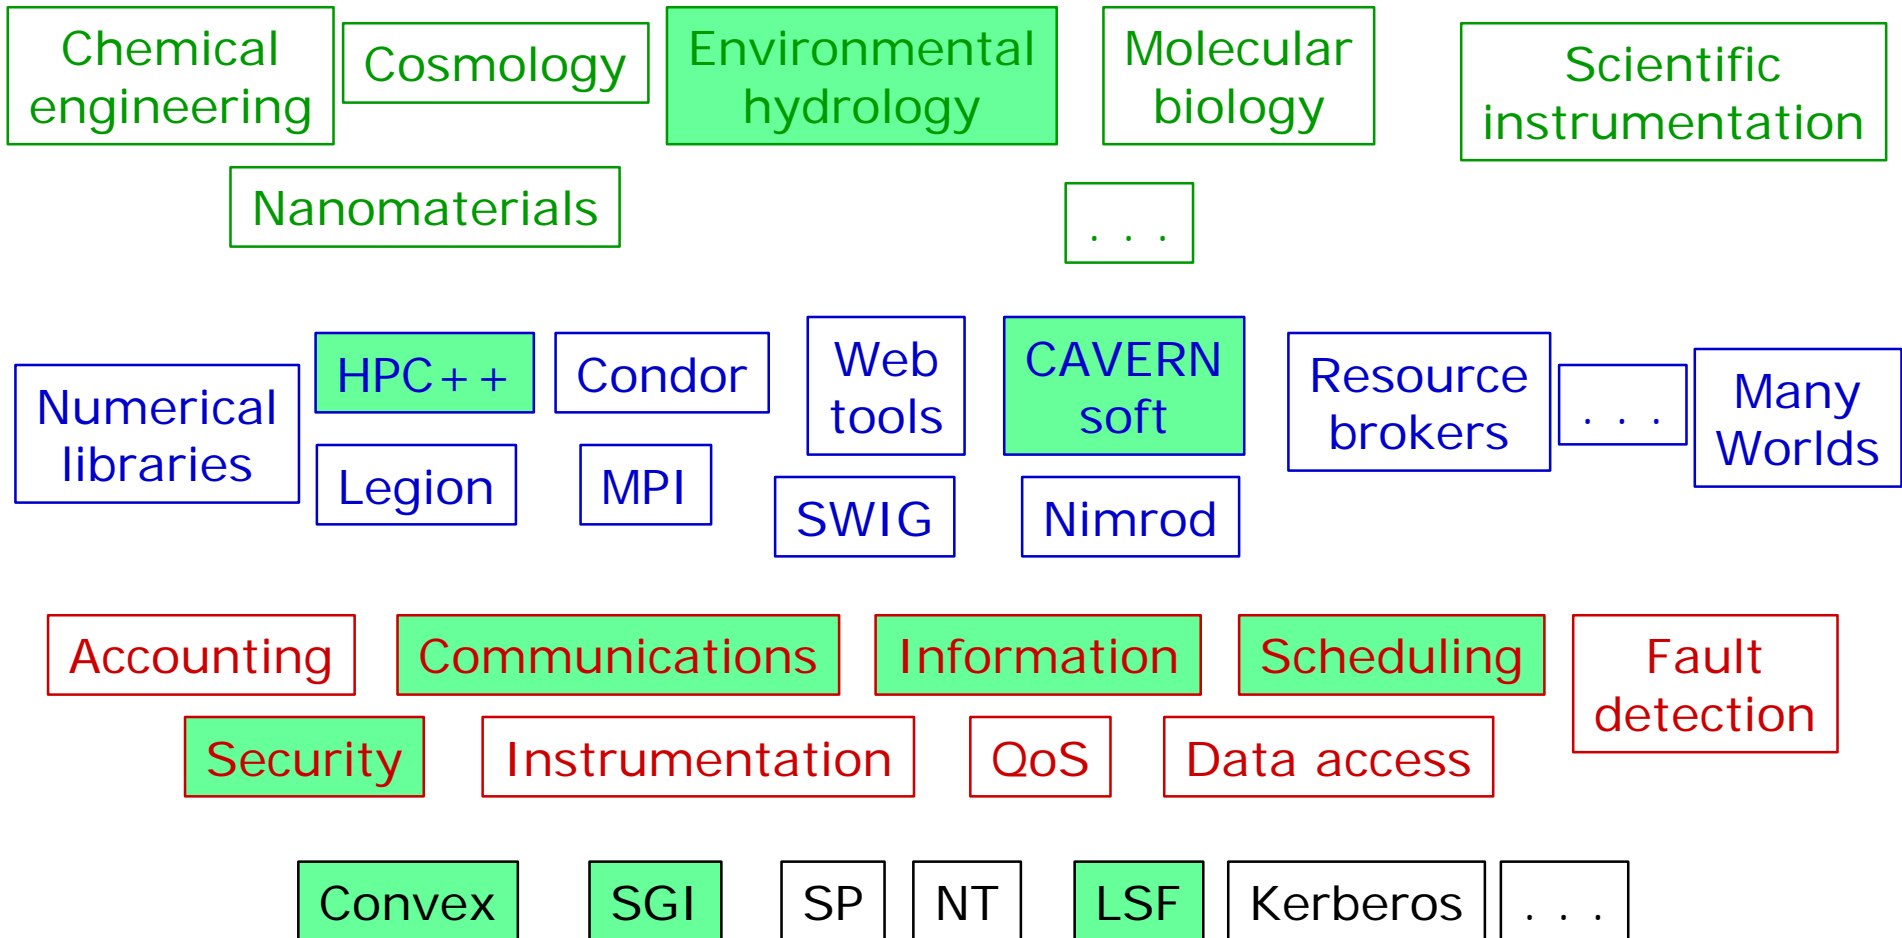 Chemical
engineering
Cosmology
Environmental
hydrology
Molecular
biology
Scientific
instrumentation
Nanomaterials
. . .
Numerical
libraries
HPC++
Condor
Web
tools
CAVERN
soft
Resource
brokers
. . .
Many
Worlds
Legion
MPI
SWIG
Nimrod
Accounting
Communications
Information
Scheduling
Fault
detection
Security
Instrumentation
QoS
Data access
Convex
SGI
SP
NT
LSF
Kerberos
. . .